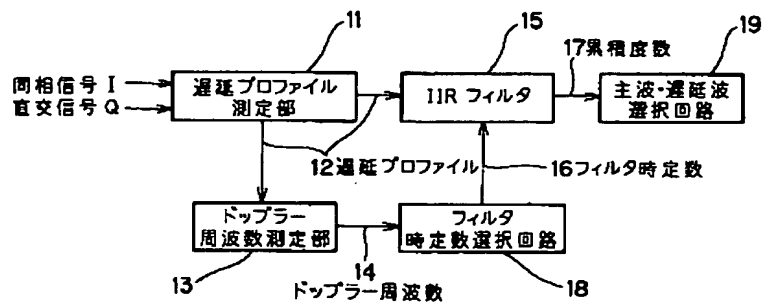 11
15
17累積度数
19
同相信号 I
直交信号 Q
遅延プロファイル
測定部
IIR フィルタ
主波・遅延波
選択回路
12遅延プロファイル
16フィルタ時定数
ドップラー
周波数測定部
フィルタ
時定数選択回路
13
14
18
ドップラー周波数